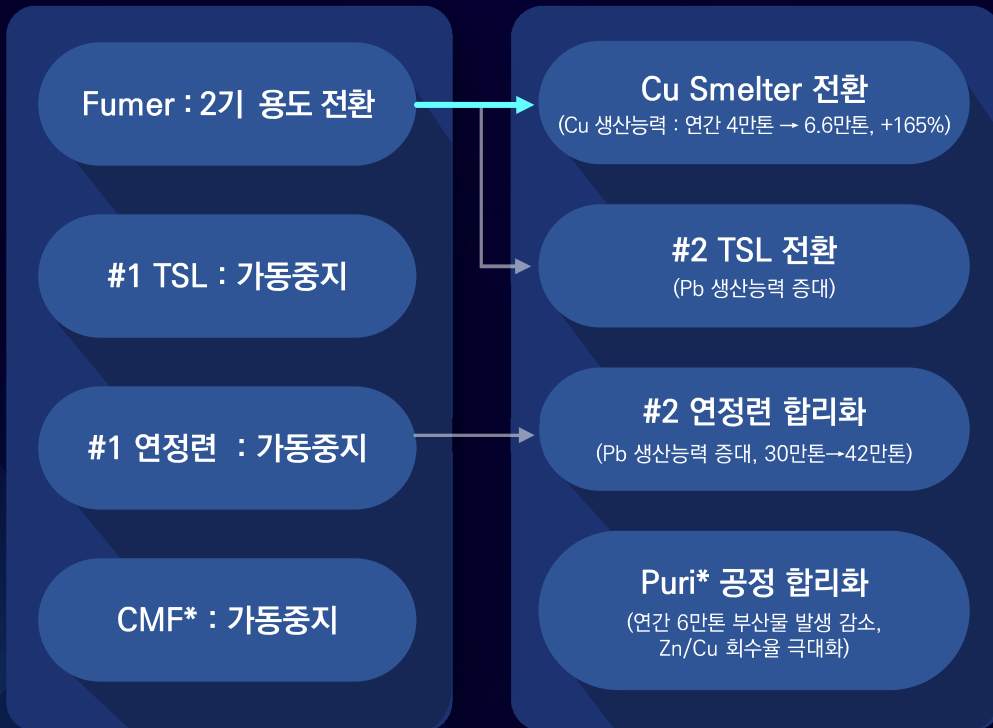 Fumer : 2기 용도 전환
#1 TSL : 가동중지
#1 연정련 : 가동중지
CMF* : 가동중지
Cu Smelter 전환
(Cu 생산능력 : 연간 4만톤 → 6.6만톤, +165%)
#2 TSL 전환
(Pb 생산능력 증대)
#2 연정련 합리화
(Pb 생산능력 증대, 30만톤→42만톤)
Puri* 공정 합리화
(연간 6만톤 부산물 발생 감소,
Zn/Cu 회수율 극대화)